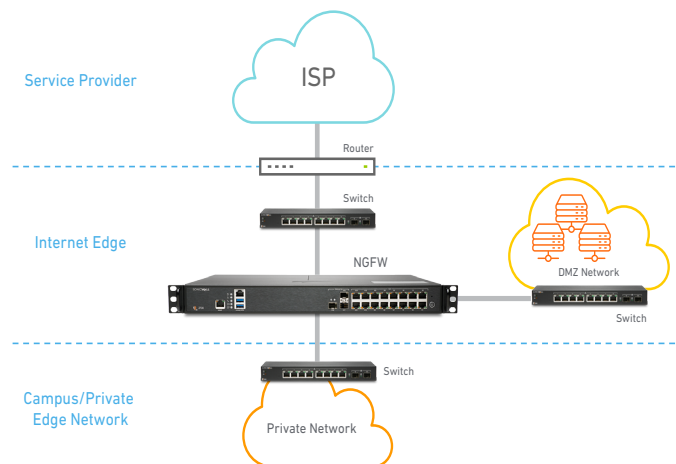 ISP
Service Provider
Router
Switch
Internet Edge
NGFW
DMZ Network
Switch
Switch
Campus/Private
Edge Network
Private Network